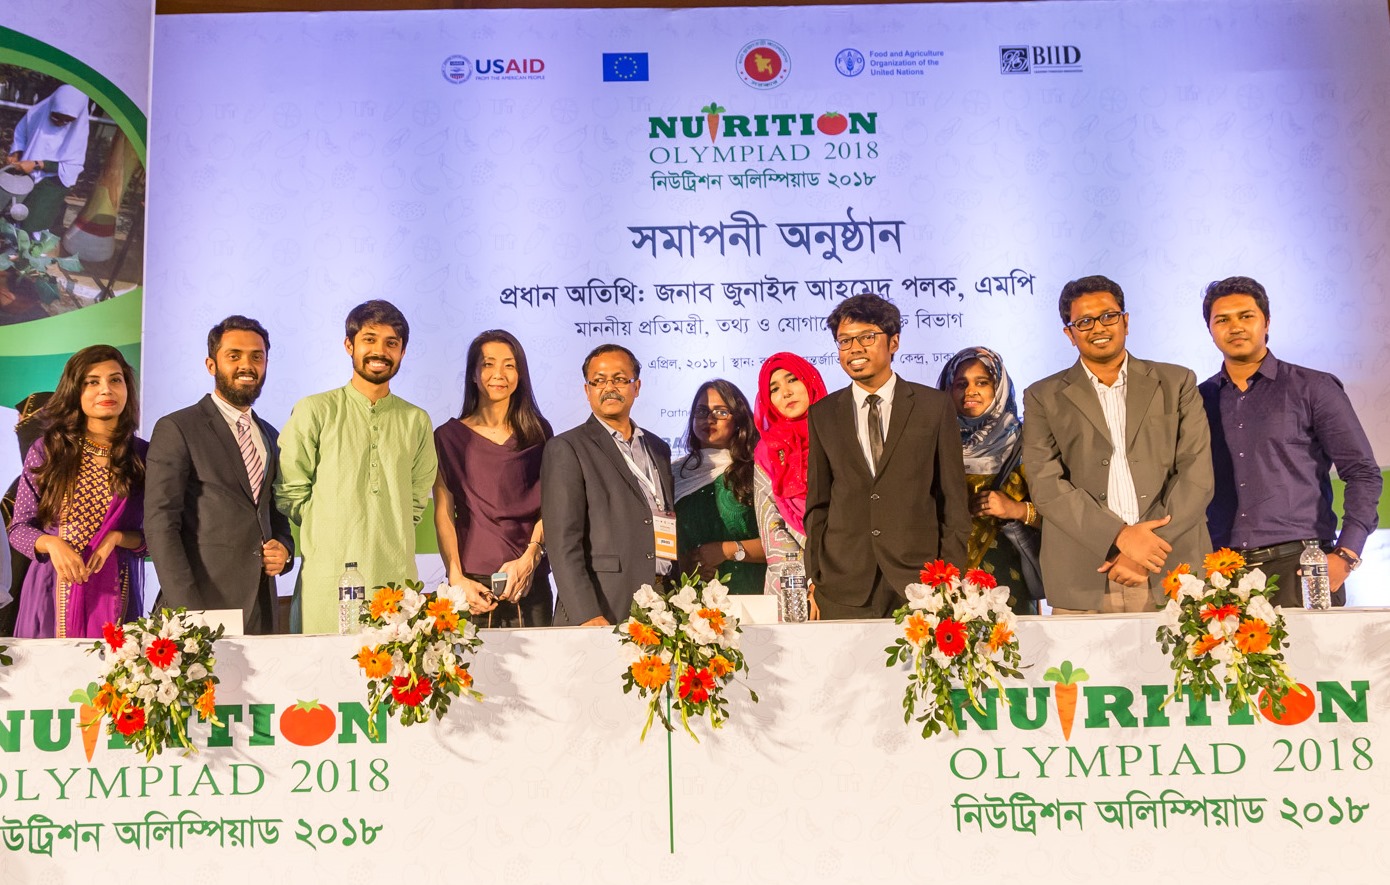 USAID
FROM THE AMERICAN PEOPLE
Food and Agriculture
Organization of the
United Nations
BIID
NUTRITION
OLYMPIAD 2018
নিউট্রিশন অলিম্পিয়াড ২০১৮
সমাপনী অনুষ্ঠান
প্রধান অতিথি: জনাব জুনাইদ আহমেদ পলক, এমপি
মাননীয় প্রতিমন্ত্রী, তথ্য ও বিভাগ
এপ্রিল, ২০১৮ | স্থান: কেন্দ্র,
NUTRITION
OLYMPIAD 2018
নিউট্রিশন অলিম্পিয়াড ২০১৮
NUTRITION
OLYMPIAD 2018
নিউট্রিশন অলিম্পিয়াড ২০১৮